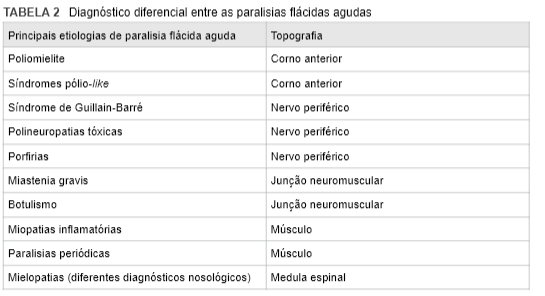 TABELA 2 Diagnóstico diferencial entre as paralisias flácidas agudas
Principais etiologias de paralisia flácida aguda Topografia
Poliomielite Corno anterior
Síndromes pólio-like Corno anterior
Síndrome de Guillain-Barré Nervo periférico
Polineuropatias tóxicas Nervo periférico
Porfirias Nervo periférico
Miastenia gravis Junção neuromuscular
Botulismo Junção neuromuscular
Miopatias inflamatórias Músculo
Paralisias periódicas Músculo
Mielopatias (diferentes diagnósticos nosológicos) Medula espinal